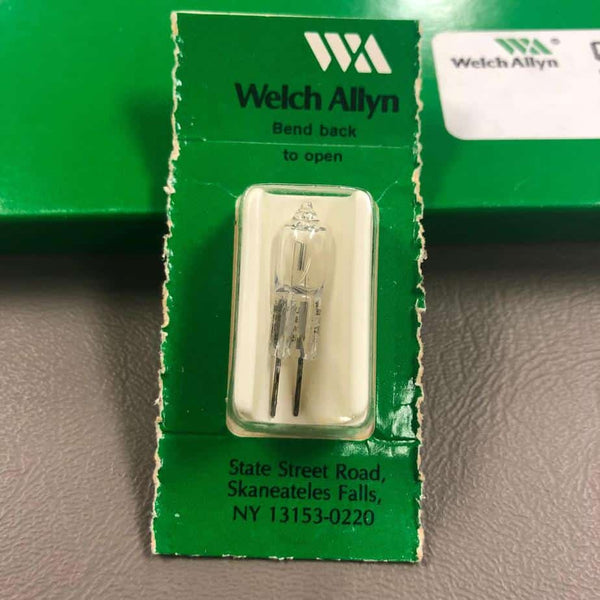 WA
Welch Allyn
Bend back
to open
State Street Road,
Skaneateles Falls,
NY 13153-0220
WA®
Welch Allyn